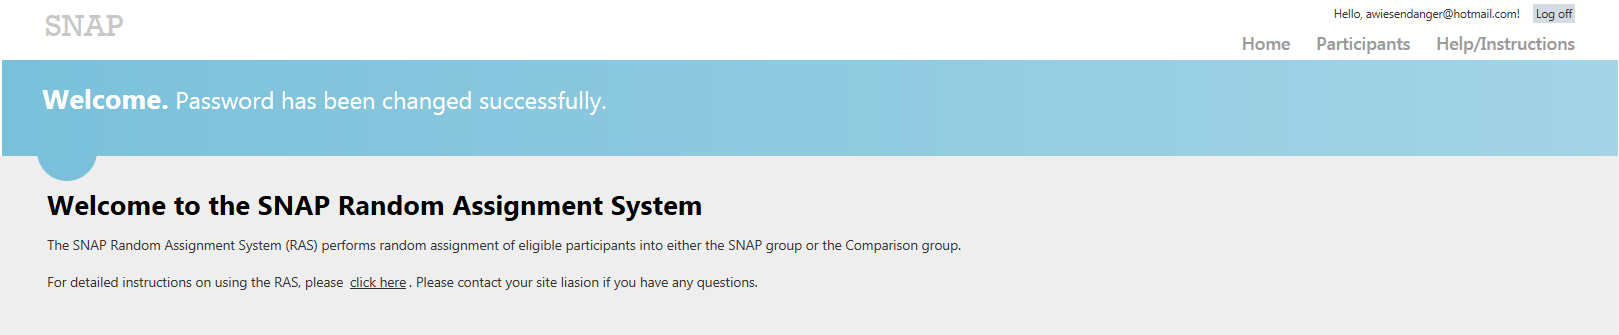 SNAP
Hello, awiesendanger@hotmail.com! Log off
Home Participants Help/Instructions
Welcome. Password has been changed successfully.
Welcome to the SNAP Random Assignment System
The SNAP Random Assignment System (RAS) performs random assignment of eligible participants into either the SNAP group or the Comparison group.
For detailed instructions on using the RAS, please click here . Please contact your site liasion if you have any questions.